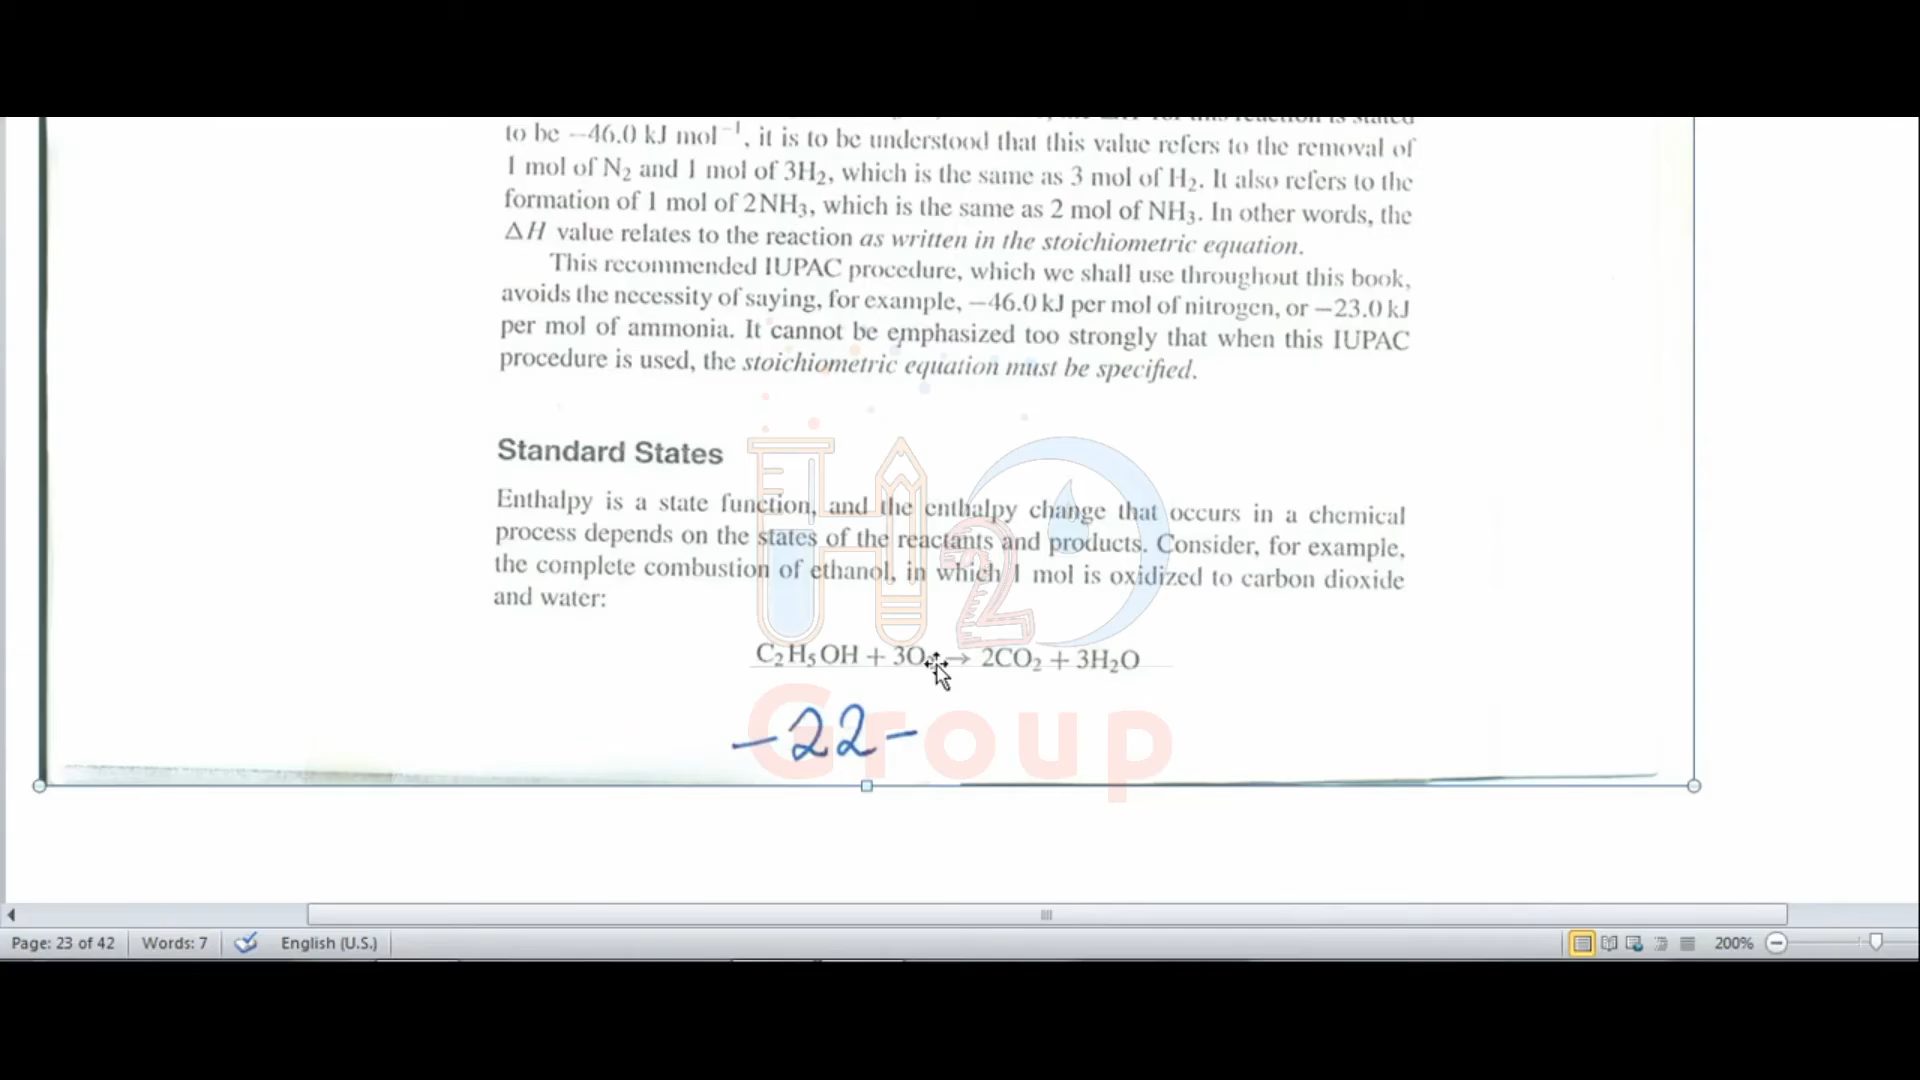 to be −46.0 kJ mol⁻¹, it is to be understood that this value refers to the removal of
1 mol of N₂ and 1 mol of 3H₂, which is the same as 3 mol of H₂. It also refers to the
formation of 1 mol of 2NH₃, which is the same as 2 mol of NH₃. In other words, the
ΔH value relates to the reaction as written in the stoichiometric equation.
This recommended IUPAC procedure, which we shall use throughout this book,
avoids the necessity of saying, for example, −46.0 kJ per mol of nitrogen, or −23.0 kJ
per mol of ammonia. It cannot be emphasized too strongly that when this IUPAC
procedure is used, the stoichiometric equation must be specified.
Standard States
Enthalpy is a state function, and the enthalpy change that occurs in a chemical
process depends on the states of the reactants and products. Consider, for example,
the complete combustion of ethanol, in which 1 mol is oxidized to carbon dioxide
and water:
C₂H₅OH + 3O₂ → 2CO₂ + 3H₂O
−22−
H2O
Group
Page: 23 of 42 Words: 7 English (U.S.) 200%